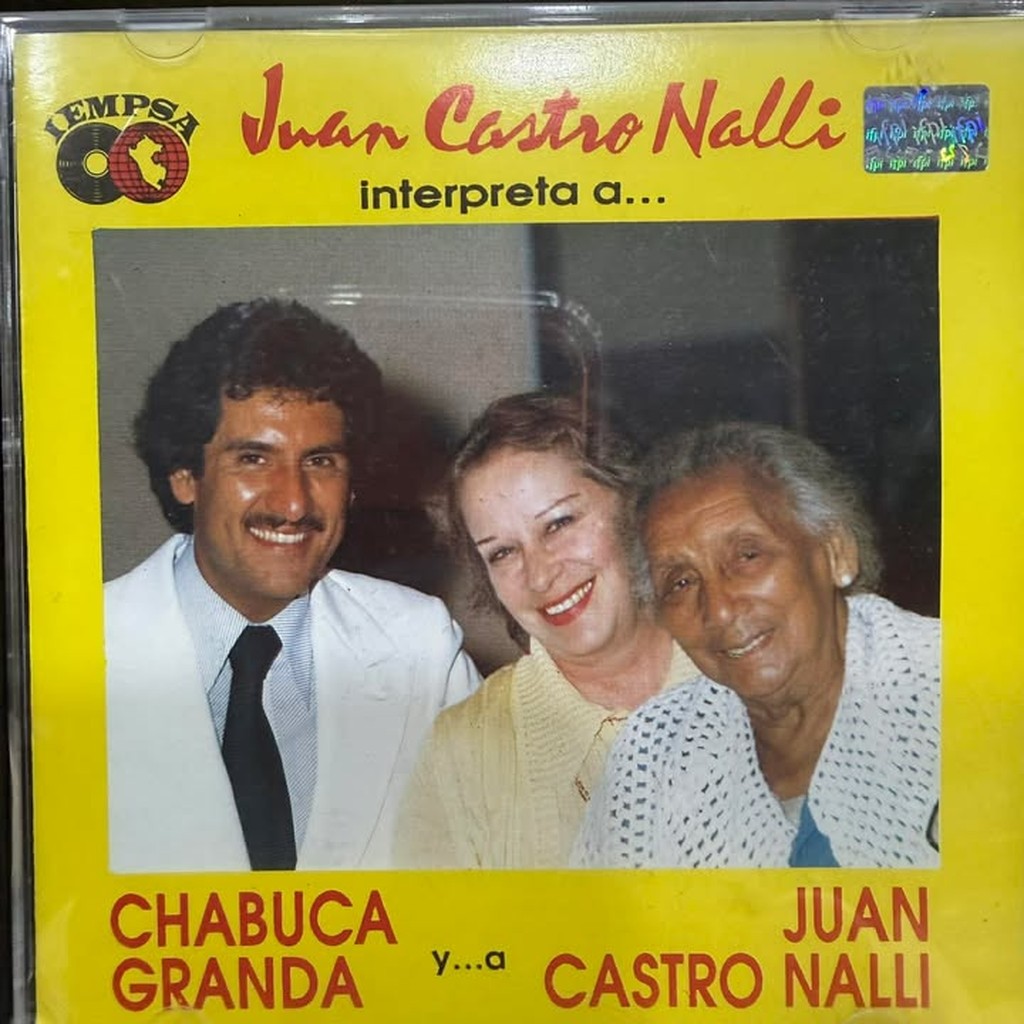 IEMPSA
Juan Castro Nalli
interpreta a...
CHABUCA
GRANDA
y...a
JUAN
CASTRO NALLI